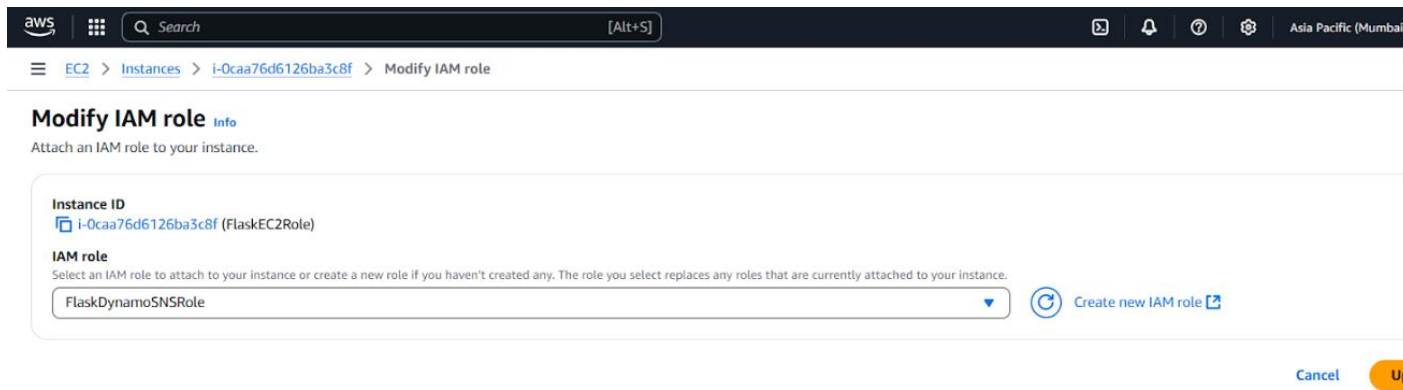 aws Search [Alt+S] Asia Pacific (Mumbai
EC2 > Instances > i-0caa76d6126ba3c8f > Modify IAM role
Modify IAM role Info
Attach an IAM role to your instance.
Instance ID
i-0caa76d6126ba3c8f (FlaskEC2Role)
IAM role
Select an IAM role to attach to your instance or create a new role if you haven't created any. The role you select replaces any roles that are currently attached to your instance.
FlaskDynamoSNSRole Create new IAM role
Cancel